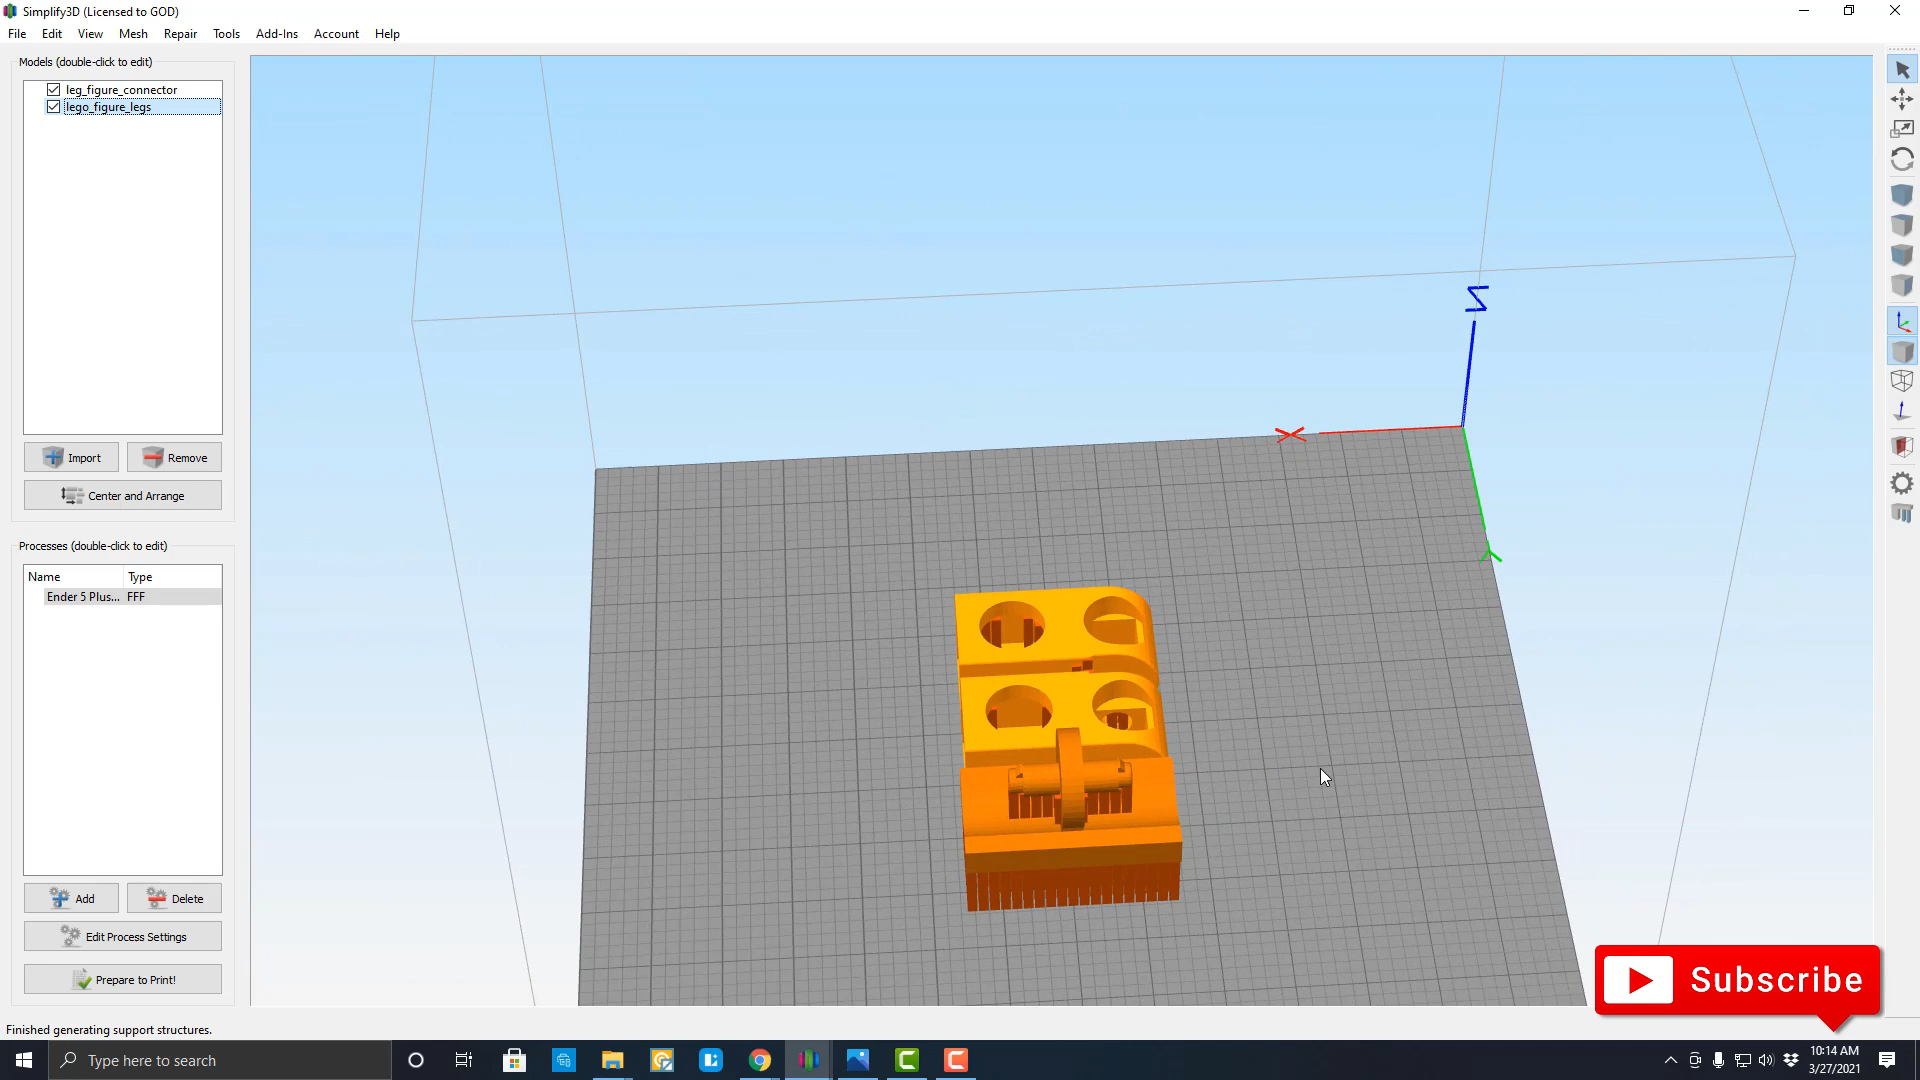 Simplify3D (Licensed to GOD)
File Edit View Mesh Repair Tools Add-Ins Account Help
Models (double-click to edit)
leg_figure_connector
lego_figure_legs
Import Remove
Center and Arrange
Processes (double-click to edit)
Name Type
Ender 5 Plus... FFF
Add Delete
Edit Process Settings
Prepare to Print!
Z
X
Y
Subscribe
Finished generating support structures.
Type here to search
10:14 AM
3/27/2021